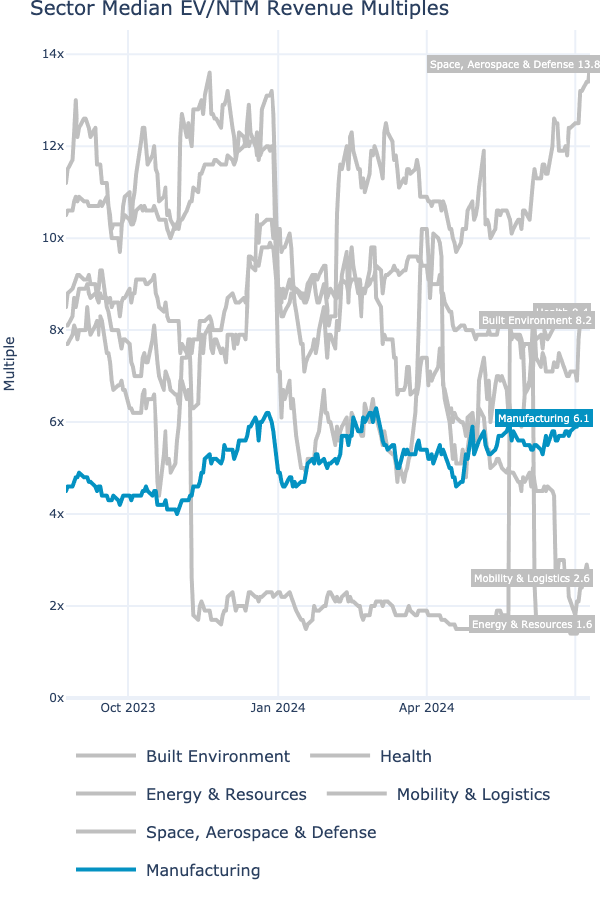 Sector Median EV/NTM Revenue Multiples
14x
Space, Aerospace & Defense 13.8
12x
10x
8x
Built Environment 8.2
Manufacturing 6.1
6x
4x
Mobility & Logistics 2.6
2x
Energy & Resources 1.6
0x
Multiple
Oct 2023
Jan 2024
Apr 2024
Built Environment
Health
Energy & Resources
Mobility & Logistics
Space, Aerospace & Defense
Manufacturing